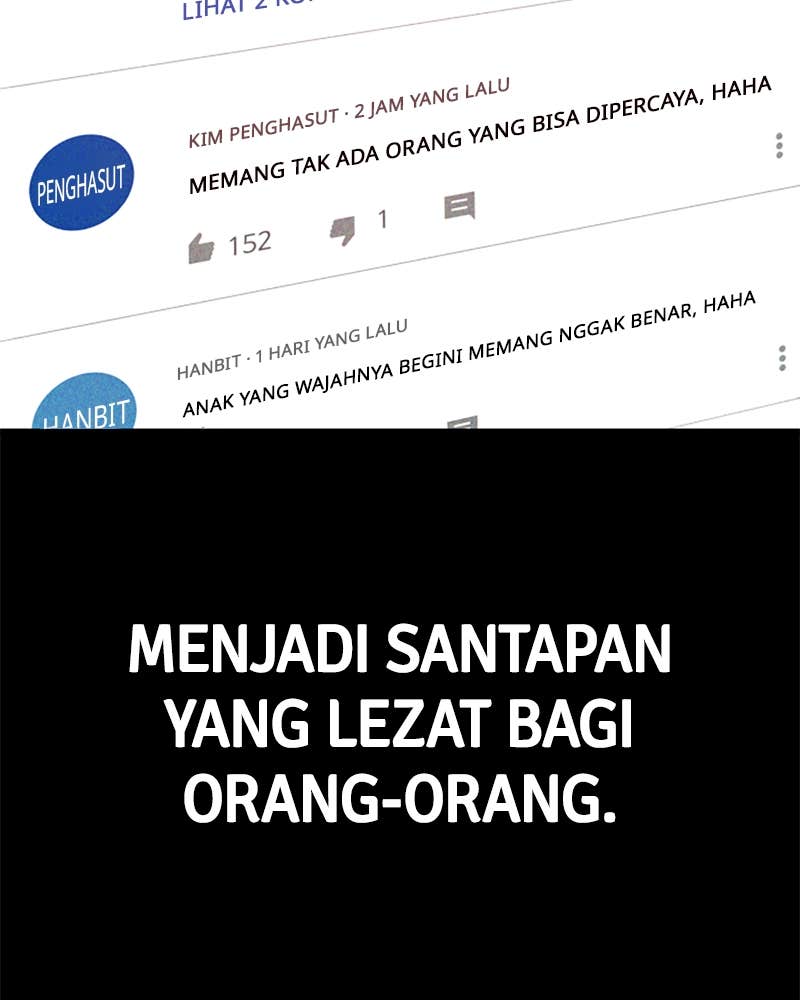 LIHAT 2
KIM PENGHASUT · 2 JAM YANG LALU
PENGHASUT
MEMANG TAK ADA ORANG YANG BISA DIPERCAYA, HAHA
152 1
HANBIT · 1 HARI YANG LALU
HANBIT
ANAK YANG WAJAHNYA BEGINI MEMANG NGGAK BENAR, HAHA
MENJADI SANTAPAN
YANG LEZAT BAGI
ORANG-ORANG.